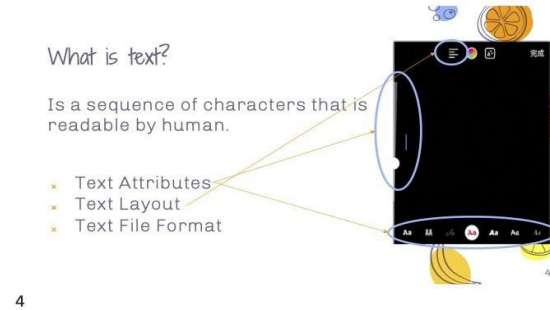 What is text?
完成
Is a sequence of characters that is
readable by human.
Text Attributes
Text Layout
Text File Format
Aa Aa Aa Aa
4
4